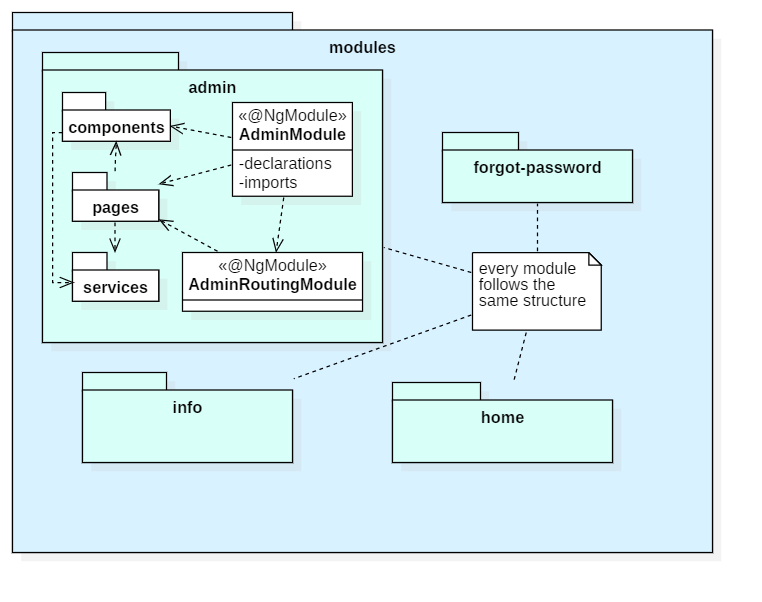 modules
admin
components
«@NgModule»
AdminModule
-declarations
-imports
pages
services
«@NgModule»
AdminRoutingModule
forgot-password
every module
follows the
same structure
info
home